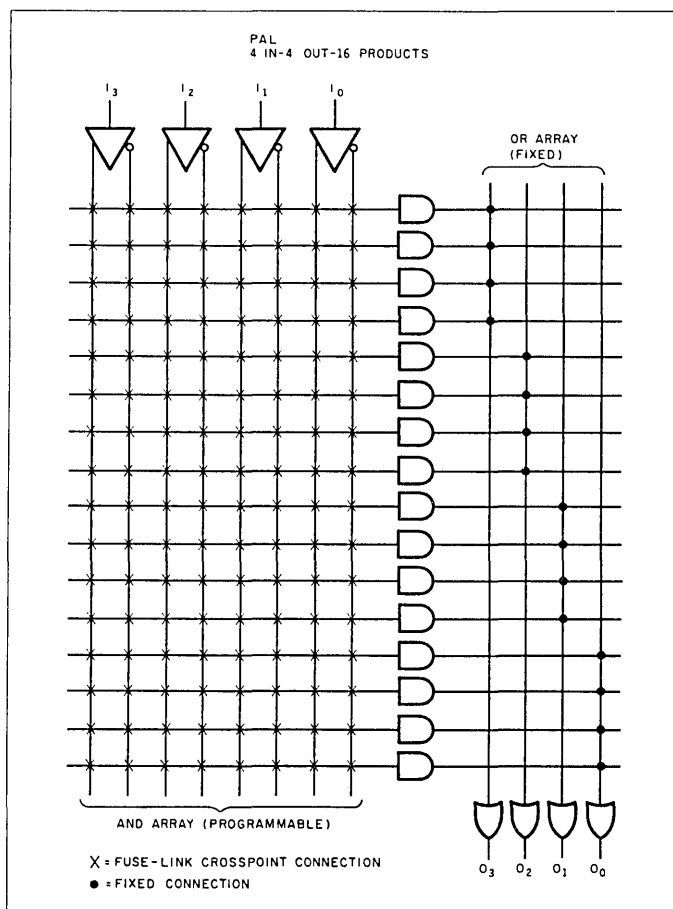 PAL
4 IN-4 OUT-16 PRODUCTS
I3 I2 I1 I0
OR ARRAY
(FIXED)
AND ARRAY (PROGRAMMABLE)
X = FUSE-LINK CROSSPOINT CONNECTION
● = FIXED CONNECTION
O3 O2 O1 O0